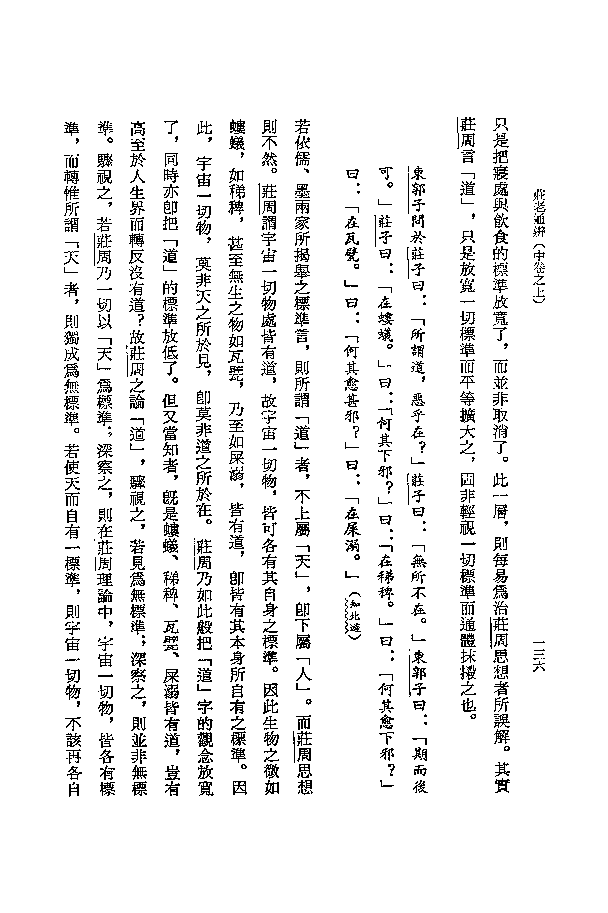 莊老通辨（中卷之上）
一三六
只是把寢處與飲食的標準放寬了，而並非取消了。此一層，則每易爲治莊周思想者所誤解。其實
莊周言「道」，只是放寬一切標準而平等擴大之，固非輕視一切標準而通體抹摋之也。
東郭子問於莊子曰：「所謂道，惡乎在？」莊子曰：「無所不在。」東郭子曰：「期而後
可。」莊子曰：「在螻蟻。」曰：「何其下邪？」曰：「在稊稗。」曰：「何其愈下邪？」
曰：「在瓦甓。」曰：「何其愈甚邪？」曰：「在屎溺。」（知北遊）
若依儒、墨兩家所揭舉之標準言，則所謂「道」者，不上屬「天」，卽下屬「人」。而莊周思想
則不然。莊周謂宇宙一切物處皆有道，故宇宙一切物，皆可各有其自身之標準。因此生物之微如
螻蟻，如稊稗，甚至無生之物如瓦甓，乃至如屎溺，皆有道，卽皆有其本身所自有之標準。因
此，宇宙一切物，莫非天之所於見，卽莫非道之所於在。莊周乃如此般把「道」字的觀念放寬
了，同時亦卽把「道」的標準放低了。但又當知者，旣是螻蟻、稊稗、瓦甓、屎溺皆有道，豈有
高至於人生界而轉反沒有道？故莊周之論「道」，驟視之，若見爲無標準；深察之，則並非無標
準。驟視之，若莊周乃一切以「天」爲標準；深察之，則在莊周理論中，宇宙一切物，皆各有標
準，而轉惟所謂「天」者，則獨成爲無標準。若使天而自有一標準，則宇宙一切物，不該再各自